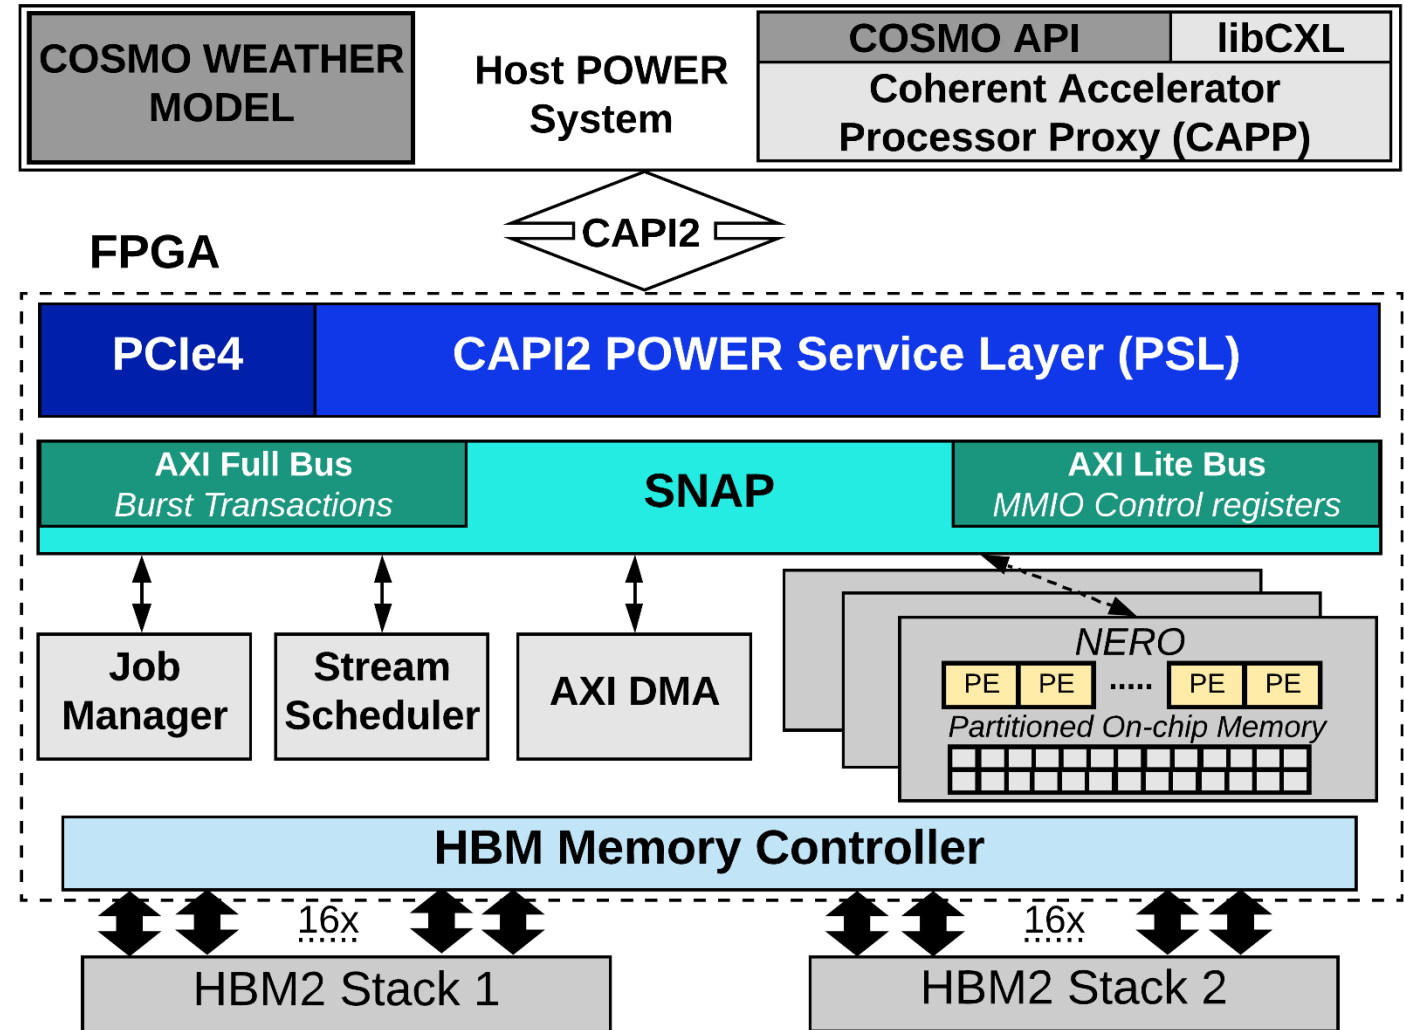 COSMO WEATHER
MODEL
Host POWER
System
COSMO API
libCXL
Coherent Accelerator
Processor Proxy (CAPP)
CAPI2
FPGA
PCIe4
CAPI2 POWER Service Layer (PSL)
AXI Full Bus
Burst Transactions
SNAP
AXI Lite Bus
MMIO Control registers
Job
Manager
Stream
Scheduler
AXI DMA
NERO
PE PE ..... PE PE
Partitioned On-chip Memory
HBM Memory Controller
16x
16x
HBM2 Stack 1
HBM2 Stack 2